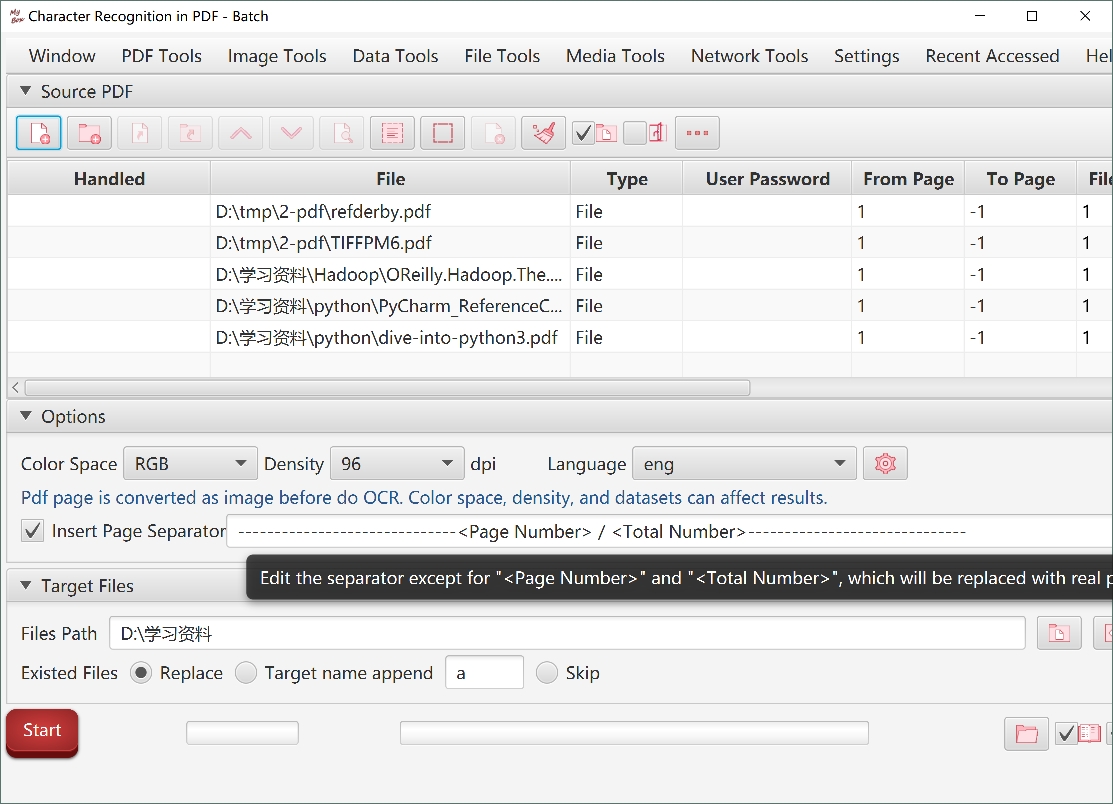 Character Recognition in PDF - Batch
Window PDF Tools Image Tools Data Tools File Tools Media Tools Network Tools Settings Recent Accessed Hel
Source PDF
Handled File Type User Password From Page To Page File
D:\tmp\2-pdf\refderby.pdf File 1 -1 1
D:\tmp\2-pdf\TIFFPM6.pdf File 1 -1 1
D:\学习资料\Hadoop\OReilly.Hadoop.The.... File 1 -1 1
D:\学习资料\python\PyCharm_ReferenceC... File 1 -1 1
D:\学习资料\python\dive-into-python3.pdf File 1 -1 1
Options
Color Space RGB Density 96 dpi Language eng
Pdf page is converted as image before do OCR. Color space, density, and datasets can affect results.
Insert Page Separator ------------------------------<Page Number> / <Total Number>------------------------------
Edit the separator except for "<Page Number>" and "<Total Number>", which will be replaced with real p
Target Files
Files Path D:\学习资料
Existed Files Replace Target name append a Skip
Start